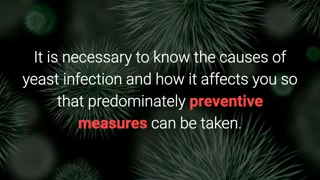 It is necessary to know the causes of
yeast infection and how it affects you so
that predominately preventive
measures can be taken.